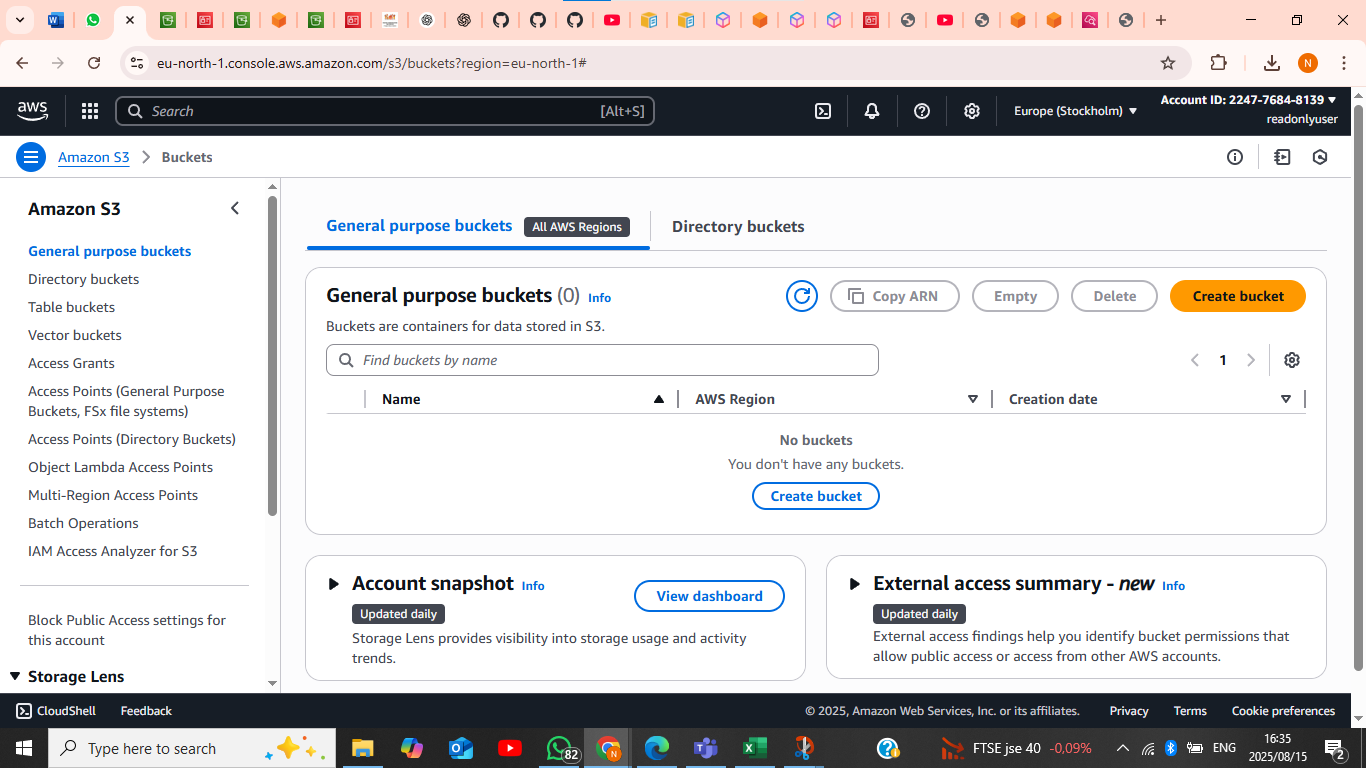 eu-north-1.console.aws.amazon.com/s3/buckets?region=eu-north-1#
N
aws
Search
[Alt+S]
Europe (Stockholm)
Account ID: 2247-7684-8139
readonlyuser
Amazon S3
Buckets
Amazon S3
General purpose buckets
Directory buckets
Table buckets
Vector buckets
Access Grants
Access Points (General Purpose
Buckets, FSx file systems)
Access Points (Directory Buckets)
Object Lambda Access Points
Multi-Region Access Points
Batch Operations
IAM Access Analyzer for S3
Block Public Access settings for
this account
Storage Lens
General purpose buckets
All AWS Regions
Directory buckets
General purpose buckets (0) Info
Copy ARN
Empty
Delete
Create bucket
Buckets are containers for data stored in S3.
Find buckets by name
1
Name
AWS Region
Creation date
No buckets
You don't have any buckets.
Create bucket
Account snapshot Info
View dashboard
Updated daily
Storage Lens provides visibility into storage usage and activity
trends.
External access summary - new Info
Updated daily
External access findings help you identify bucket permissions that
allow public access or access from other AWS accounts.
CloudShell
Feedback
© 2025, Amazon Web Services, Inc. or its affiliates.
Privacy
Terms
Cookie preferences
Type here to search
82
FTSE jse 40 -0,09%
ENG
16:35
2025/08/15
2